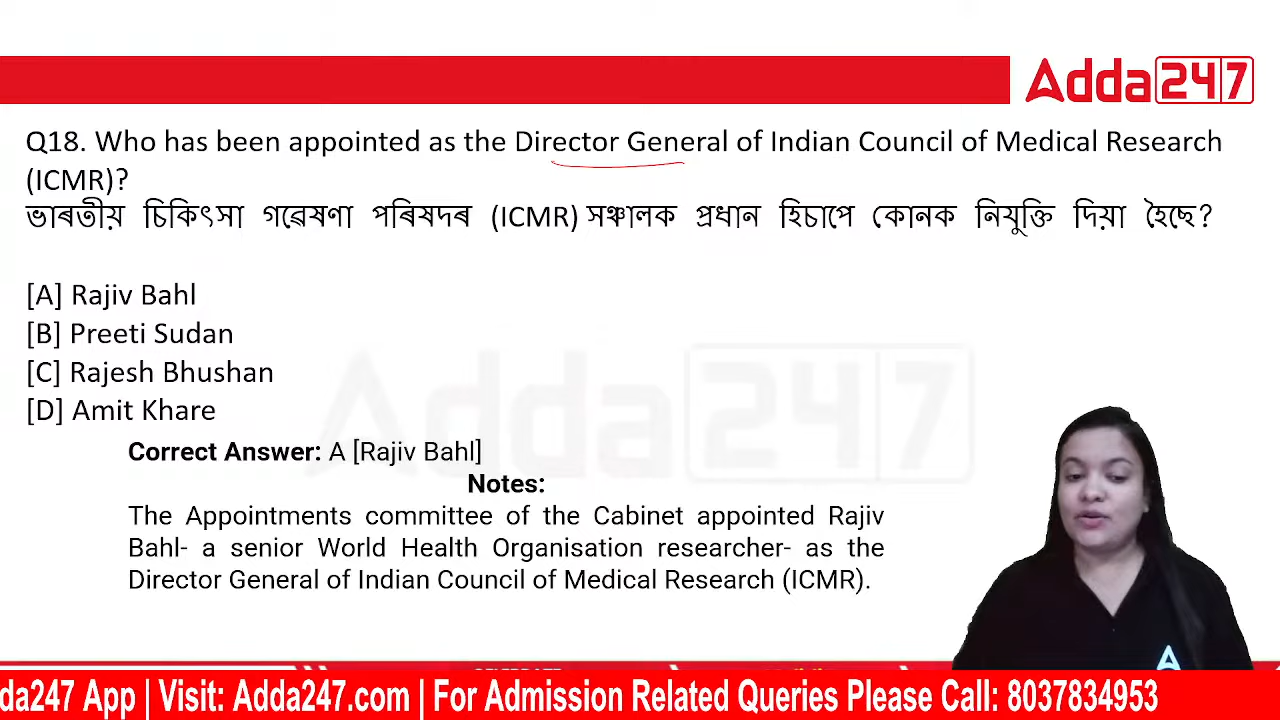 Adda247
Q18. Who has been appointed as the Director General of Indian Council of Medical Research
(ICMR)?
ভাৰতীয় চিকিৎসা গৱেষণা পৰিষদৰ (ICMR) সঞ্চালক প্ৰধান হিচাপে কোনক নিযুক্তি দিয়া হৈছে?
[A] Rajiv Bahl
[B] Preeti Sudan
[C] Rajesh Bhushan
[D] Amit Khare
Adda247
Correct Answer: A [Rajiv Bahl]
Notes:
The Appointments committee of the Cabinet appointed Rajiv
Bahl- a senior World Health Organisation researcher- as the
Director General of Indian Council of Medical Research (ICMR).
da247 App | Visit: Adda247.com | For Admission Related Queries Please Call: 8037834953